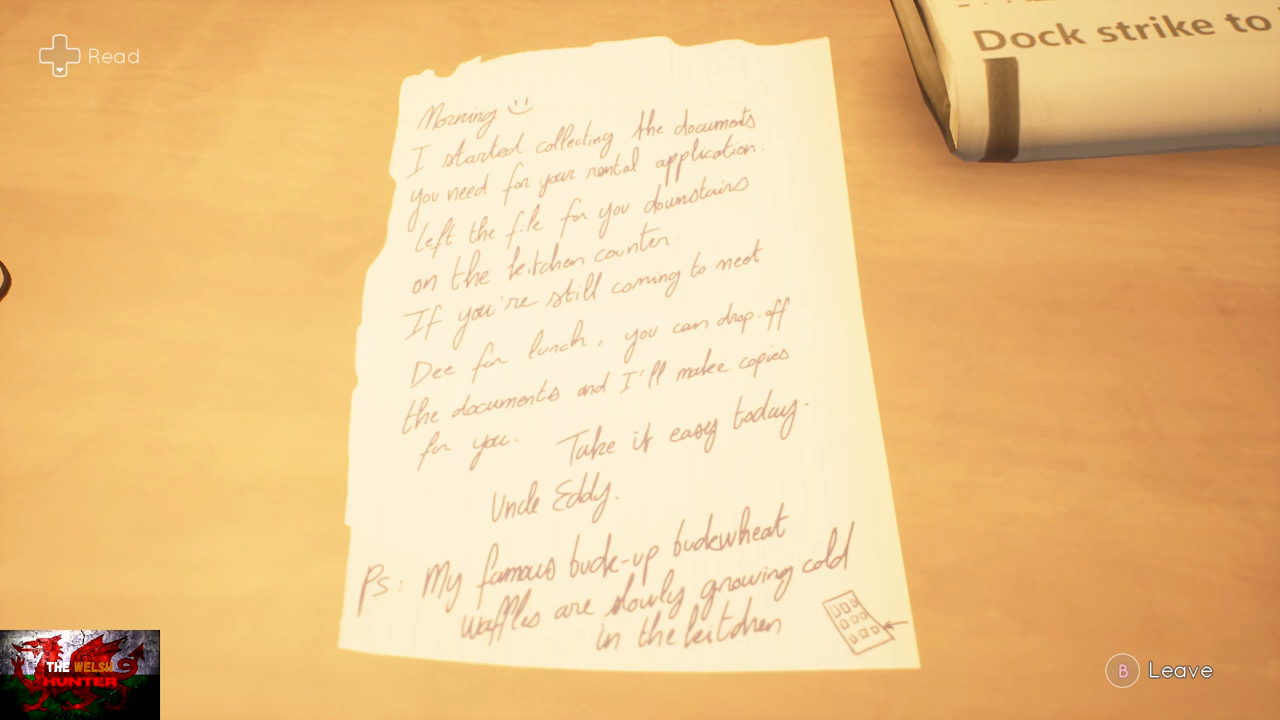 Read
Dock strike to
Morning
I started collecting the documents
you need for your rental application.
Left the file for you downstairs
on the kitchen counter.
If you're still coming to meet
Dee for lunch, you can drop-off
the documents and I'll make copies
for you. Take it easy today.
Uncle Eddy.
Ps: My famous buck-up buckwheat
waffles are slowly growing cold
in the kitchen
B Leave
THE WELSH
HUNTER